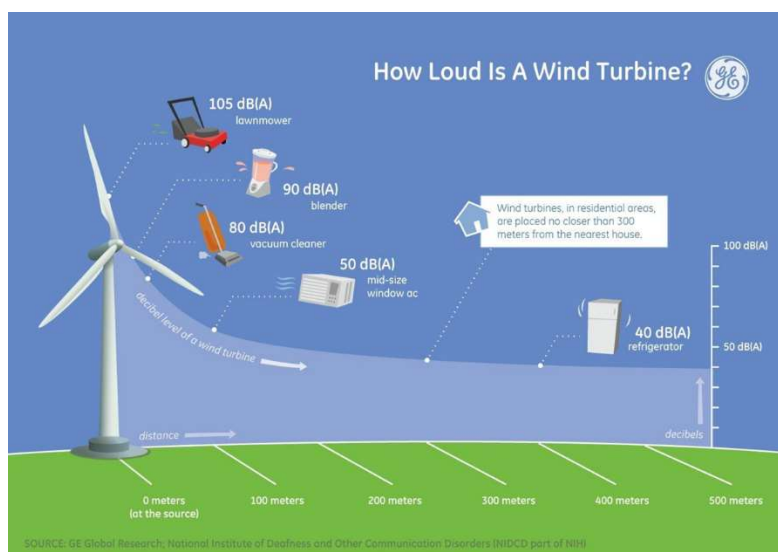 How Loud Is A Wind Turbine?
GE
105 dB(A)
lawnmower
90 dB(A)
blender
80 dB(A)
vacuum cleaner
50 dB(A)
mid-size
window ac
Wind turbines, in residential areas,
are placed no closer than 300
meters from the nearest house.
100 dB(A)
40 dB(A)
refrigerator
50 dB(A)
decibel level of a wind turbine
distance
decibels
0 meters
(at the source)
100 meters
200 meters
300 meters
400 meters
500 meters
SOURCE: GE Global Research; National Institute of Deafness and Other Communication Disorders (NIDCD part of NIH)